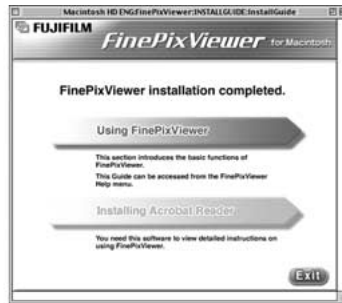 Macintosh HD ENG:FinePixViewer:INSTALLGUIDE:InstallGuide
FUJIFILM
FinePixViewer for Macintosh
FinePixViewer installation completed.
Using FinePixViewer
This section introduces the basic functions of
FinePixViewer.
This Guide can be accessed from the FinePixViewer
Help menu.
Installing Acrobat Reader
You need this software to view detailed instructions on
using FinePixViewer.
Exit